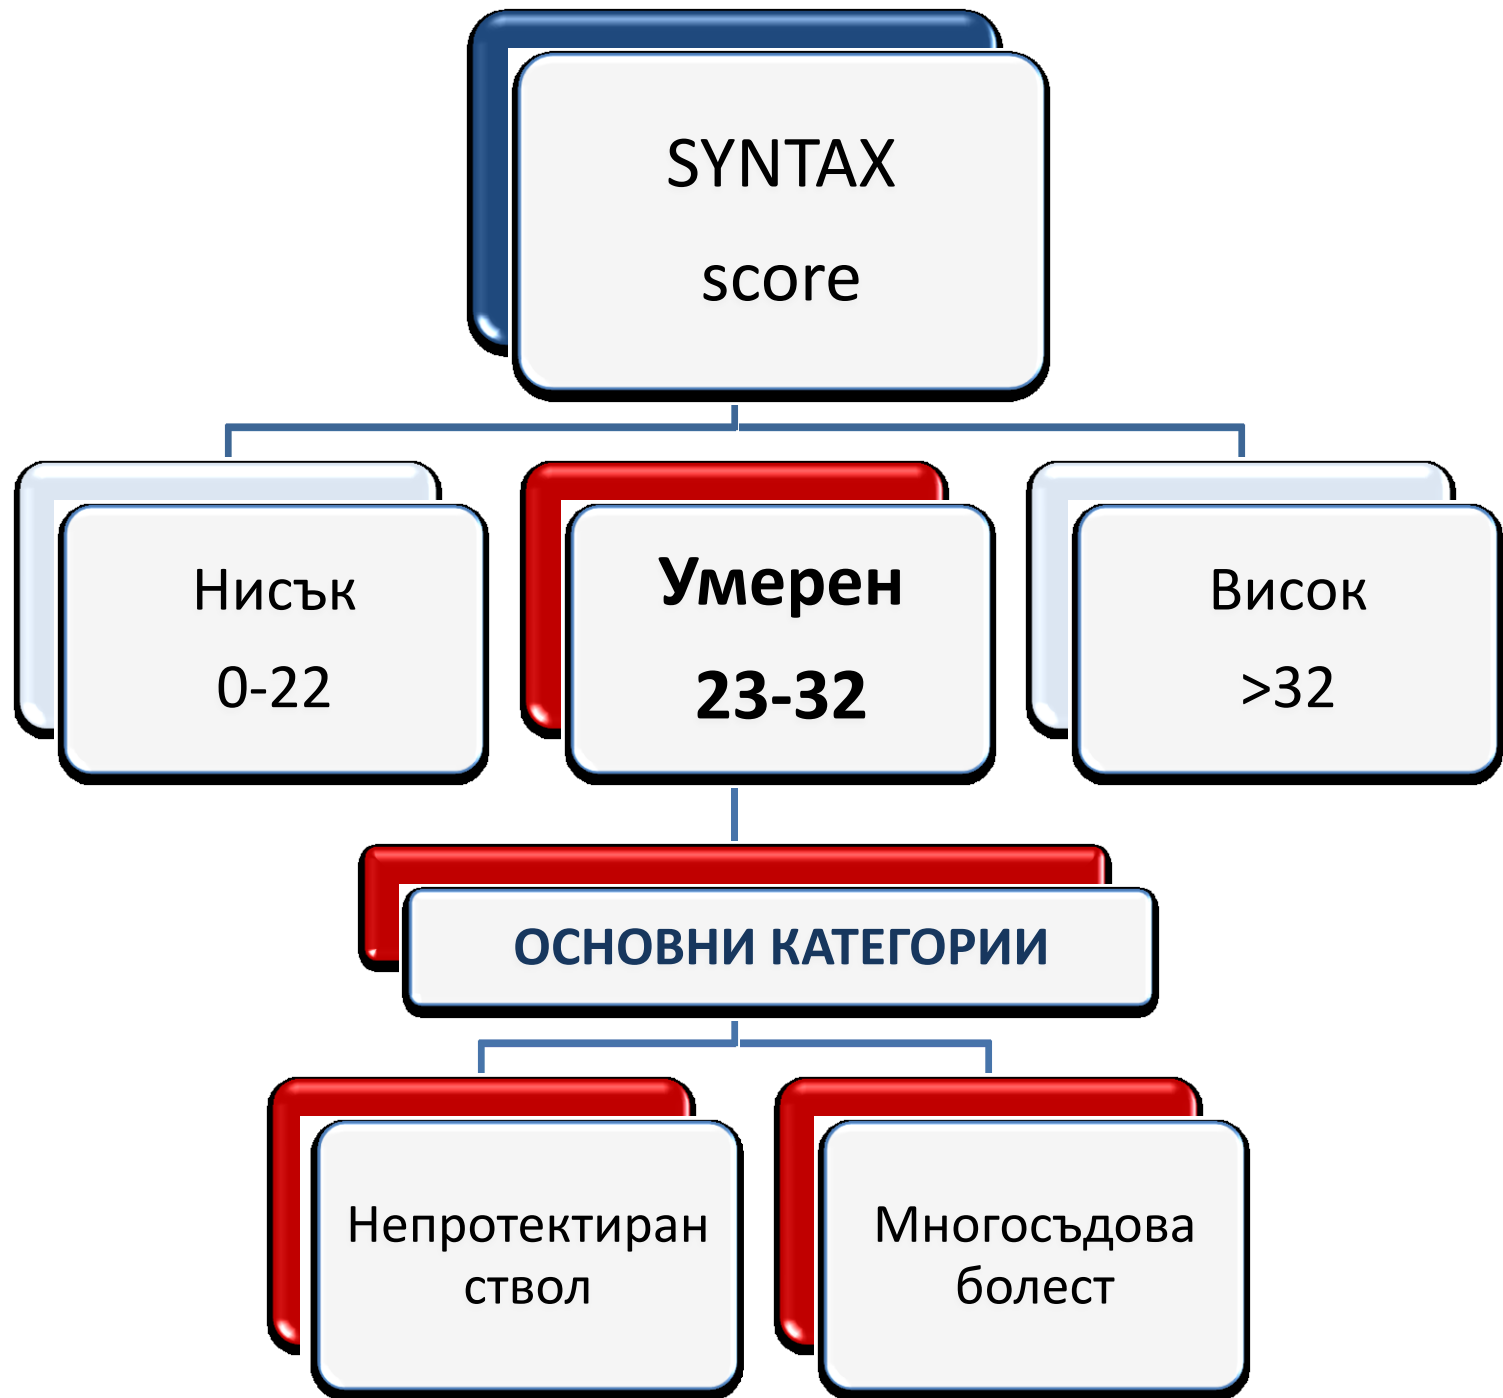 SYNTAX
score
Нисък
0-22
Умерен
23-32
Висок
>32
ОСНОВНИ КАТЕГОРИИ
Непротектиран
ствол
Многосъдова
болест